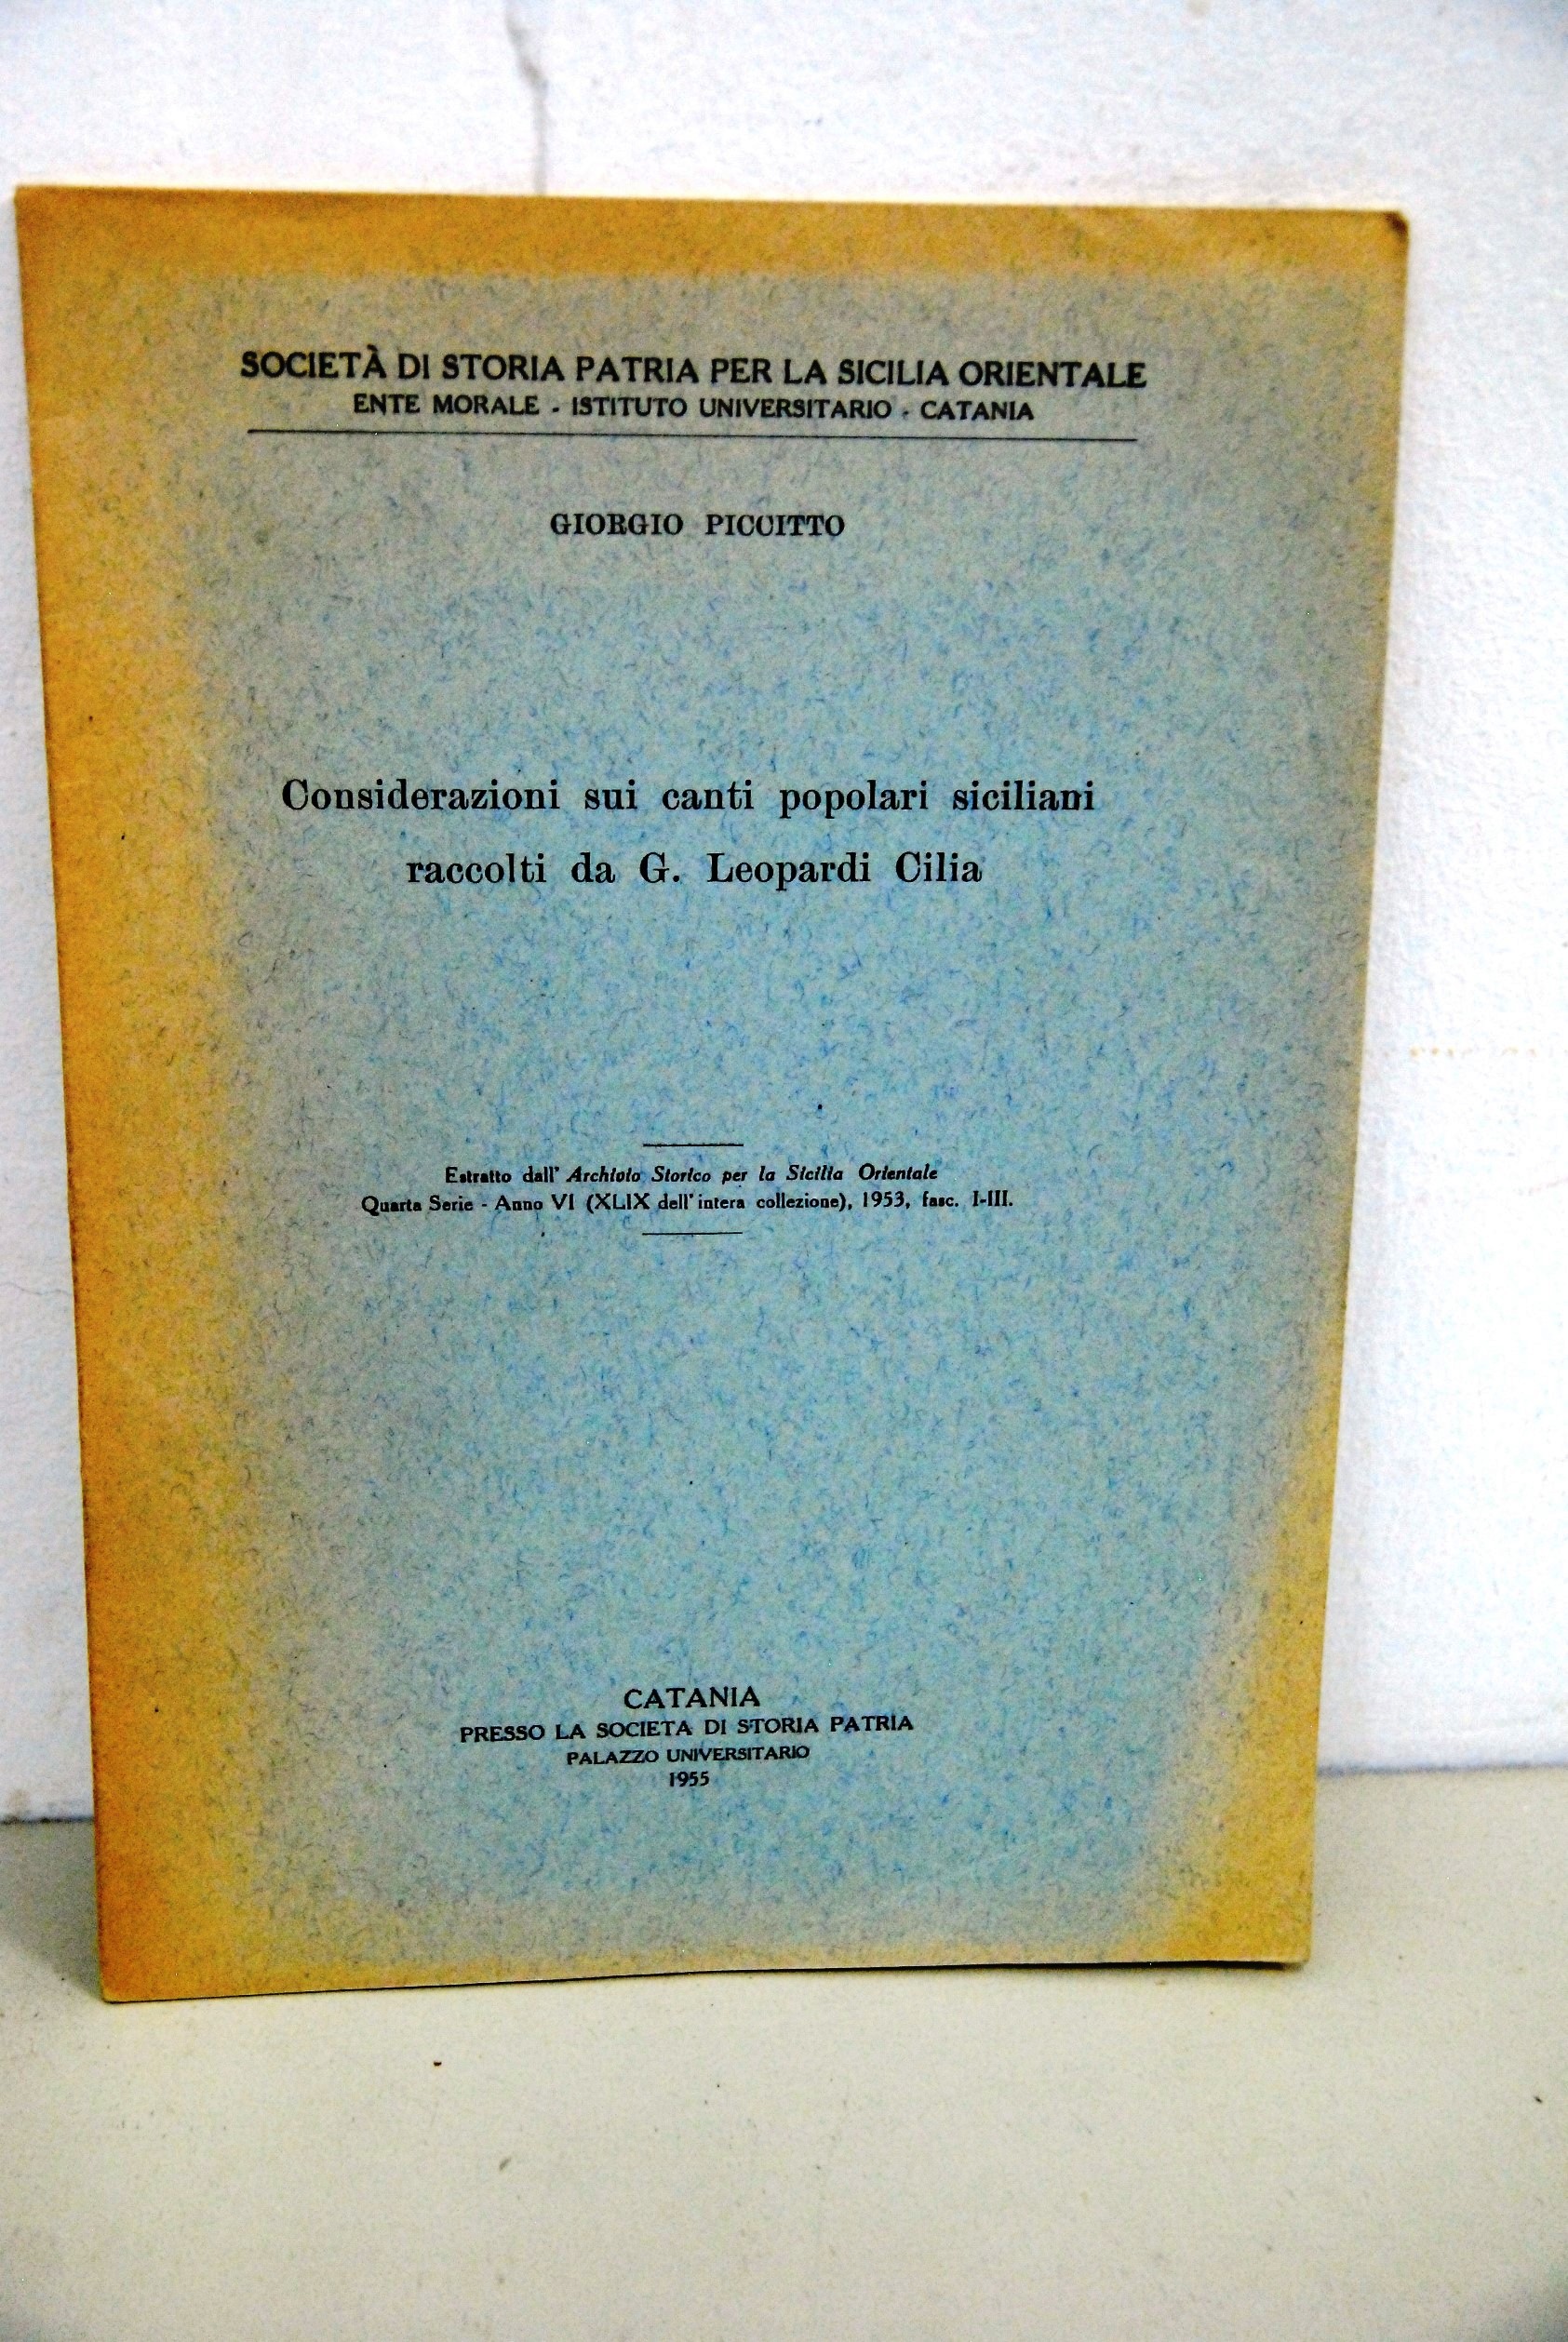 SOCIETÀ DI STORIA PATRIA PER LA SICILIA ORIENTALE
ENTE MORALE - ISTITUTO UNIVERSITARIO - CATANIA
GIORGIO PICCITTO
Considerazioni sui canti popolari siciliani
raccolti da G. Leopardi Cilia
Estratto dall' Archivio Storico per la Sicilia Orientale
Quarta Serie - Anno VI (XLIX dell' intera collezione), 1953, fasc. I-III.
CATANIA
PRESSO LA SOCIETA DI STORIA PATRIA
PALAZZO UNIVERSITARIO
1955